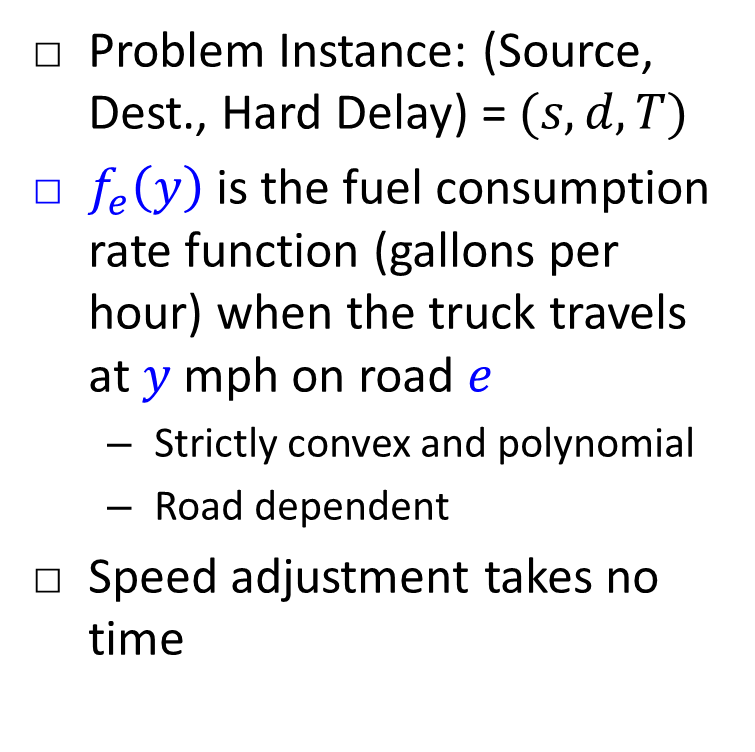 □ Problem Instance: (Source,
Dest., Hard Delay) = (s, d, T)
□ fₑ(y) is the fuel consumption
rate function (gallons per
hour) when the truck travels
at y mph on road e
– Strictly convex and polynomial
– Road dependent
□ Speed adjustment takes no
time